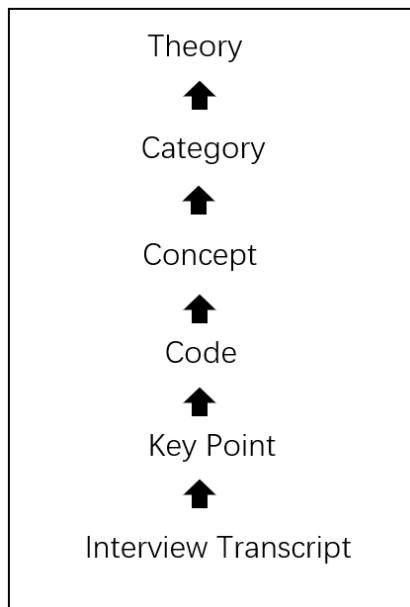 Theory
Category
Concept
Code
Key Point
Interview Transcript